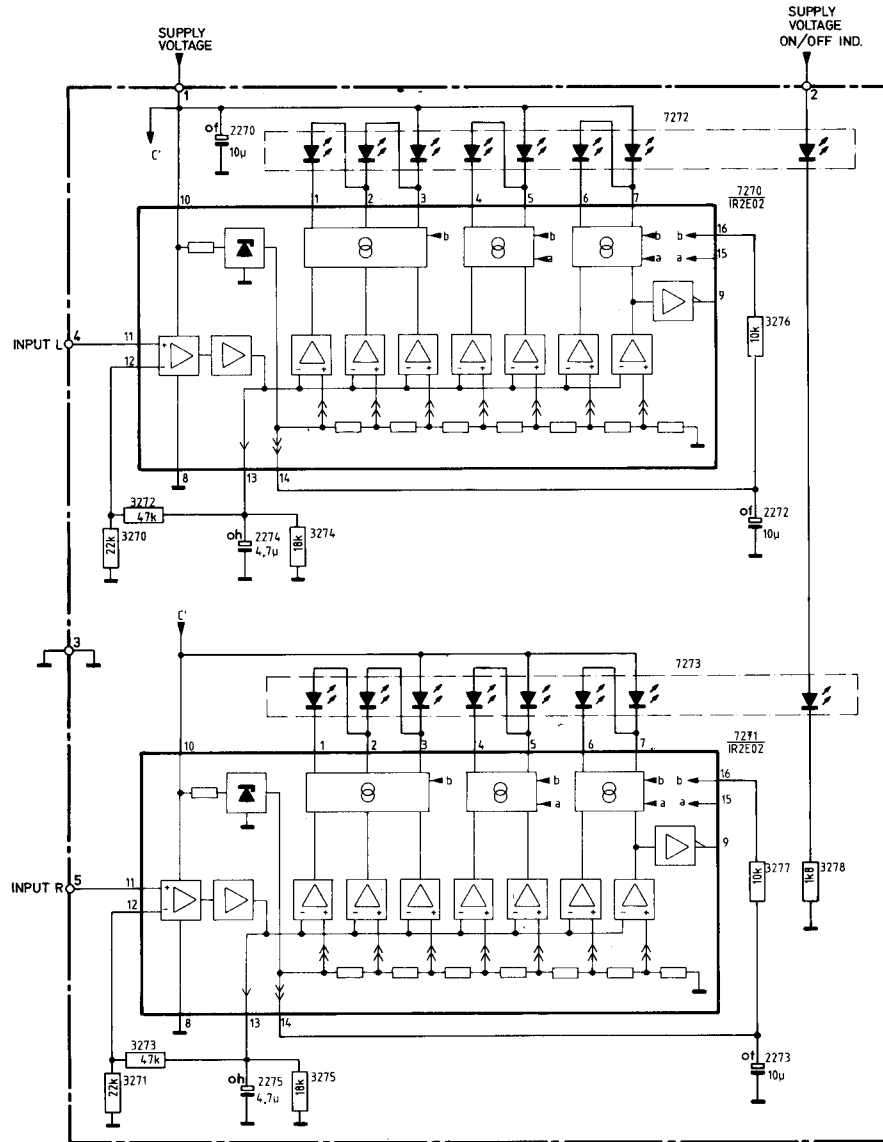 SUPPLY
VOLTAGE
SUPPLY
VOLTAGE
ON/OFF IND.
1
2
C'
of
2270
10µ
7272
10
1
2
3
4
5
6
7
7270
IR2E02
b
b
a
b
a
b
a
16
15
9
3276
10k
INPUT L
4
11
12
+
-
- +
- +
- +
- +
- +
- +
- +
8
13
14
3272
47k
3270
22k
oh
2274
4,7µ
3274
18k
of
2272
10µ
3
C'
7273
10
1
2
3
4
5
6
7
7271
IR2E02
b
b
a
b
a
b
a
16
15
9
3277
10k
3278
1k8
INPUT R
5
11
12
+
-
- +
- +
- +
- +
- +
- +
- +
8
13
14
3273
47k
3271
22k
oh
2275
4,7µ
3275
18k
of
2273
10µ